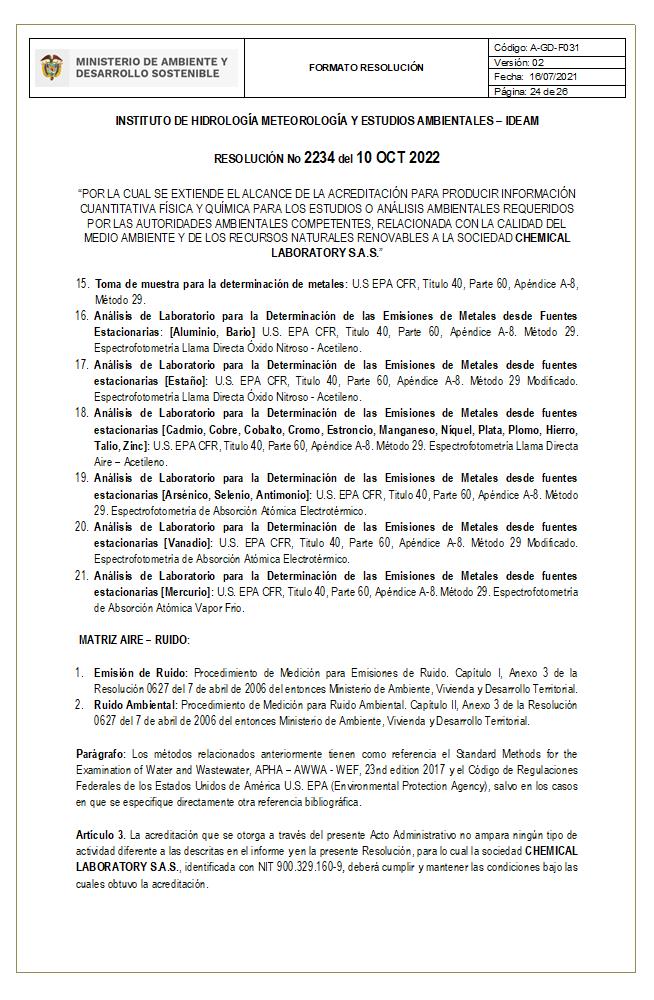 MINISTERIO DE AMBIENTE Y
DESARROLLO SOSTENIBLE
FORMATO RESOLUCIÓN
Código: A-GD-F031
Versión: 02
Fecha: 16/07/2021
Página: 24 de 26
INSTITUTO DE HIDROLOGÍA METEOROLOGÍA Y ESTUDIOS AMBIENTALES – IDEAM
RESOLUCIÓN No 2234 del 10 OCT 2022
“POR LA CUAL SE EXTIENDE EL ALCANCE DE LA ACREDITACIÓN PARA PRODUCIR INFORMACIÓN
CUANTITATIVA FÍSICA Y QUÍMICA PARA LOS ESTUDIOS O ANÁLISIS AMBIENTALES REQUERIDOS
POR LAS AUTORIDADES AMBIENTALES COMPETENTES, RELACIONADA CON LA CALIDAD DEL
MEDIO AMBIENTE Y DE LOS RECURSOS NATURALES RENOVABLES A LA SOCIEDAD CHEMICAL
LABORATORY S.A.S.”
15. Toma de muestra para la determinación de metales: U.S EPA CFR, Título 40, Parte 60, Apéndice A-8,
Método 29.
16. Análisis de Laboratorio para la Determinación de las Emisiones de Metales desde Fuentes
Estacionarias: [Aluminio, Bario] U.S. EPA CFR, Titulo 40, Parte 60, Apéndice A-8. Método 29.
Espectrofotometría Llama Directa Óxido Nitroso - Acetileno.
17. Análisis de Laboratorio para la Determinación de las Emisiones de Metales desde fuentes
estacionarias [Estaño]: U.S. EPA CFR, Titulo 40, Parte 60, Apéndice A-8. Método 29 Modificado.
Espectrofotometría Llama Directa Óxido Nitroso - Acetileno.
18. Análisis de Laboratorio para la Determinación de las Emisiones de Metales desde fuentes
estacionarias [Cadmio, Cobre, Cobalto, Cromo, Estroncio, Manganeso, Níquel, Plata, Plomo, Hierro,
Talio, Zinc]: U.S. EPA CFR, Titulo 40, Parte 60, Apéndice A-8. Método 29. Espectrofotometría Llama Directa
Aire – Acetileno.
19. Análisis de Laboratorio para la Determinación de las Emisiones de Metales desde fuentes
estacionarias [Arsénico, Selenio, Antimonio]: U.S. EPA CFR, Titulo 40, Parte 60, Apéndice A-8. Método
29. Espectrofotometría de Absorción Atómica Electrotérmico.
20. Análisis de Laboratorio para la Determinación de las Emisiones de Metales desde fuentes
estacionarias [Vanadio]: U.S. EPA CFR, Titulo 40, Parte 60, Apéndice A-8. Método 29 Modificado.
Espectrofotometría de Absorción Atómica Electrotérmico.
21. Análisis de Laboratorio para la Determinación de las Emisiones de Metales desde fuentes
estacionarias [Mercurio]: U.S. EPA CFR, Titulo 40, Parte 60, Apéndice A-8. Método 29. Espectrofotometría
de Absorción Atómica Vapor Frio.
MATRIZ AIRE – RUIDO:
1. Emisión de Ruido: Procedimiento de Medición para Emisiones de Ruido. Capítulo I, Anexo 3 de la
Resolución 0627 del 7 de abril de 2006 del entonces Ministerio de Ambiente, Vivienda y Desarrollo Territorial.
2. Ruido Ambiental: Procedimiento de Medición para Ruido Ambiental. Capítulo II, Anexo 3 de la Resolución
0627 del 7 de abril de 2006 del entonces Ministerio de Ambiente, Vivienda y Desarrollo Territorial.
Parágrafo: Los métodos relacionados anteriormente tienen como referencia el Standard Methods for the
Examination of Water and Wastewater, APHA – AWWA - WEF, 23nd edition 2017 y el Código de Regulaciones
Federales de los Estados Unidos de América U.S. EPA (Environmental Protection Agency), salvo en los casos
en que se especifique directamente otra referencia bibliográfica.
Artículo 3. La acreditación que se otorga a través del presente Acto Administrativo no ampara ningún tipo de
actividad diferente a las descritas en el informe y en la presente Resolución, para lo cual la sociedad CHEMICAL
LABORATORY S.A.S., identificada con NIT 900.329.160-9, deberá cumplir y mantener las condiciones bajo las
cuales obtuvo la acreditación.